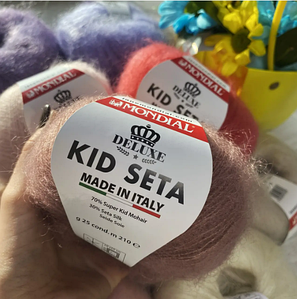 MONDIAL
KID SETA
MONDIAL
MONDIAL
DELUXE
KID SETA
MADE IN ITALY
70% Super Kid Mohair
30% Seta Silk
g 25 cond. m 210 e